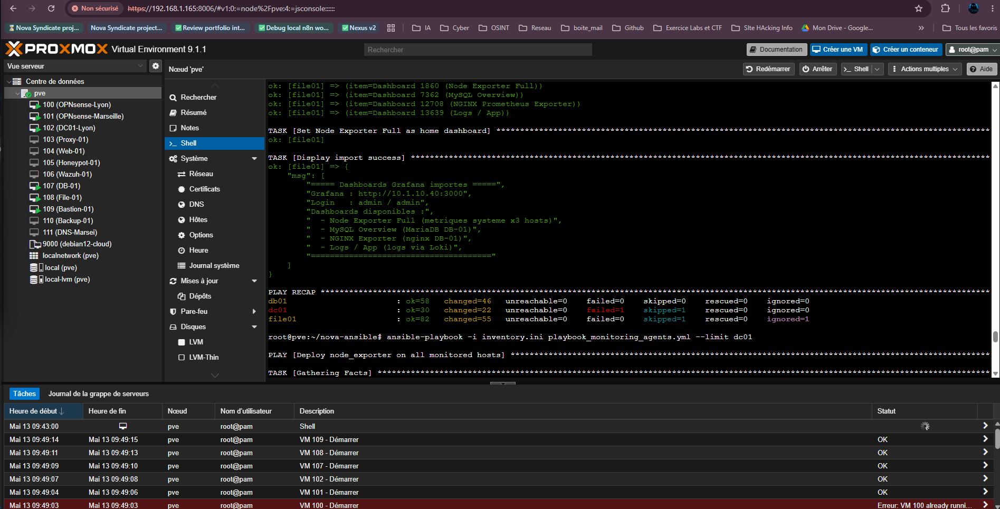 Non sécurisé
https://192.168.1.165:8006/#v1:0:=node%2Fpve:4:=jsconsole::::::
Nova Syndicate proj...
Nova Syndicate project...
Review portfolio int...
Debug local n8n wo...
Nexus v2
IA
Cyber
OSINT
Reseau
boite_mail
Github
Exercice Labs et CTF
SIte HAcking Info
Mon Drive - Google...
»
Tous les favoris
PROXMOX Virtual Environment 9.1.1
Rechercher
Documentation
Créer une VM
Créer un conteneur
root@pam
Vue serveur
Nœud 'pve'
Redémarrer
Arrêter
Shell
Actions multiples
Aide
Centre de données
pve
100 (OPNsense-Lyon)
101 (OPNsense-Marseille)
102 (DC01-Lyon)
103 (Proxy-01)
104 (Web-01)
105 (Honeypot-01)
106 (Wazuh-01)
107 (DB-01)
108 (File-01)
109 (Bastion-01)
110 (Backup-01)
111 (DNS-Marsei)
9000 (debian12-cloud)
localnetwork (pve)
local (pve)
local-lvm (pve)
Rechercher
Résumé
Notes
Shell
Système
Réseau
Certificats
DNS
Hôtes
Options
Heure
Journal système
Mises à jour
Dépôts
Pare-feu
Disques
LVM
LVM-Thin
ok: [file01] => (item=Dashboard 1860 (Node Exporter Full))
ok: [file01] => (item=Dashboard 7362 (MySQL Overview))
ok: [file01] => (item=Dashboard 12708 (NGINX Prometheus Exporter))
ok: [file01] => (item=Dashboard 13639 (Logs / App))
TASK [Set Node Exporter Full as home dashboard] ********************************************************************************************************
ok: [file01]
TASK [Display import success] **************************************************************************************************************************
ok: [file01] => {
"msg": [
"===== Dashboards Grafana importes =====",
"Grafana : http://10.1.10.40:3000",
"Login   : admin / admin",
"Dashboards disponibles :",
"  - Node Exporter Full (metriques systeme x3 hosts)",
"  - MySQL Overview (MariaDB DB-01)",
"  - NGINX Exporter (nginx DB-01)",
"  - Logs / App (logs via Loki)",
"======================================"
]
}
PLAY RECAP *********************************************************************************************************************************************
db01 : ok=58 changed=46 unreachable=0 failed=0 skipped=0 rescued=0 ignored=0
dc01 : ok=30 changed=22 unreachable=0 failed=1 skipped=1 rescued=0 ignored=0
file01 : ok=82 changed=55 unreachable=0 failed=0 skipped=1 rescued=0 ignored=1
root@pve:~/nova-ansible# ansible-playbook -i inventory.ini playbook_monitoring_agents.yml --limit dc01
PLAY [Deploy node_exporter on all monitored hosts] *****************************************************************************************************
TASK [Gathering Facts] *********************************************************************************************************************************
Tâches
Journal de la grappe de serveurs
Heure de début
Heure de fin
Nœud
Nom d'utilisateur
Description
Statut
Mai 13 09:43:00 pve root@pam Shell
Mai 13 09:49:14 Mai 13 09:49:15 pve root@pam VM 109 - Démarrer OK
Mai 13 09:49:11 Mai 13 09:49:13 pve root@pam VM 108 - Démarrer OK
Mai 13 09:49:09 Mai 13 09:49:10 pve root@pam VM 107 - Démarrer OK
Mai 13 09:49:07 Mai 13 09:49:08 pve root@pam VM 102 - Démarrer OK
Mai 13 09:49:04 Mai 13 09:49:06 pve root@pam VM 101 - Démarrer OK
Mai 13 09:49:03 Mai 13 09:49:03 pve root@pam VM 100 - Démarrer Erreur: VM 100 already runni...